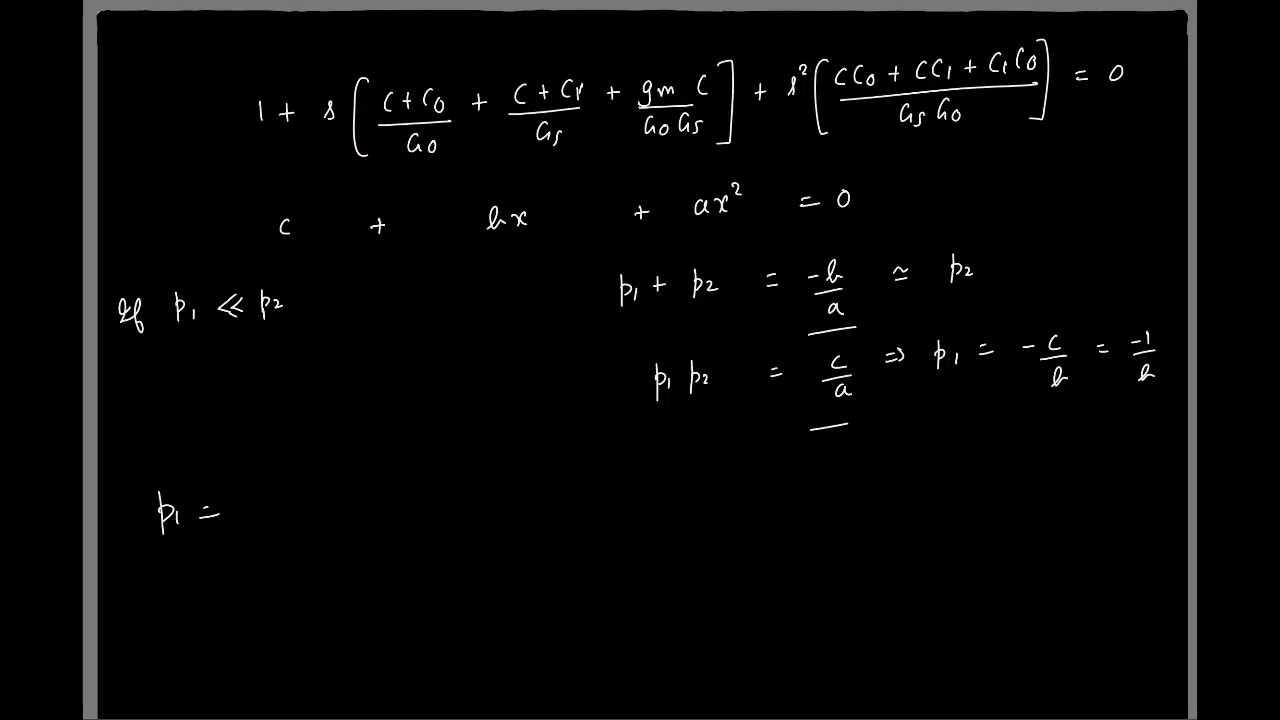 1 + s [ (C + C0)/G0 + (C + C1)/Gs + gm C/(G0 Gs) ] + s² [ (CC0 + CC1 + C1C0)/(Gs G0) ] = 0
c + bx + ax² = 0
p1 + p2 = -b/a ≃ p2
If p1 ≪ p2
p1 p2 = c/a ⇒ p1 = -c/b = -1/b
p1 =